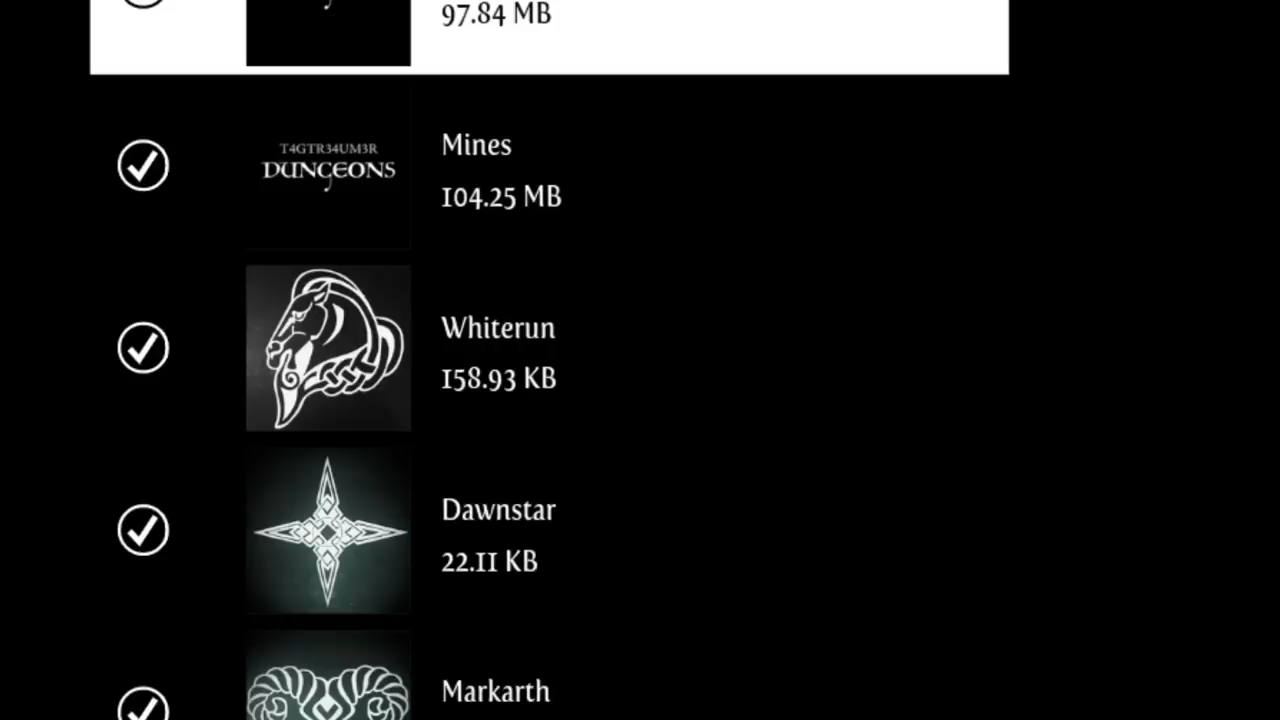 97.84 MB
T4GTR34UM3R
DUNGEONS
Mines
104.25 MB
Whiterun
158.93 KB
Dawnstar
22.11 KB
Markarth